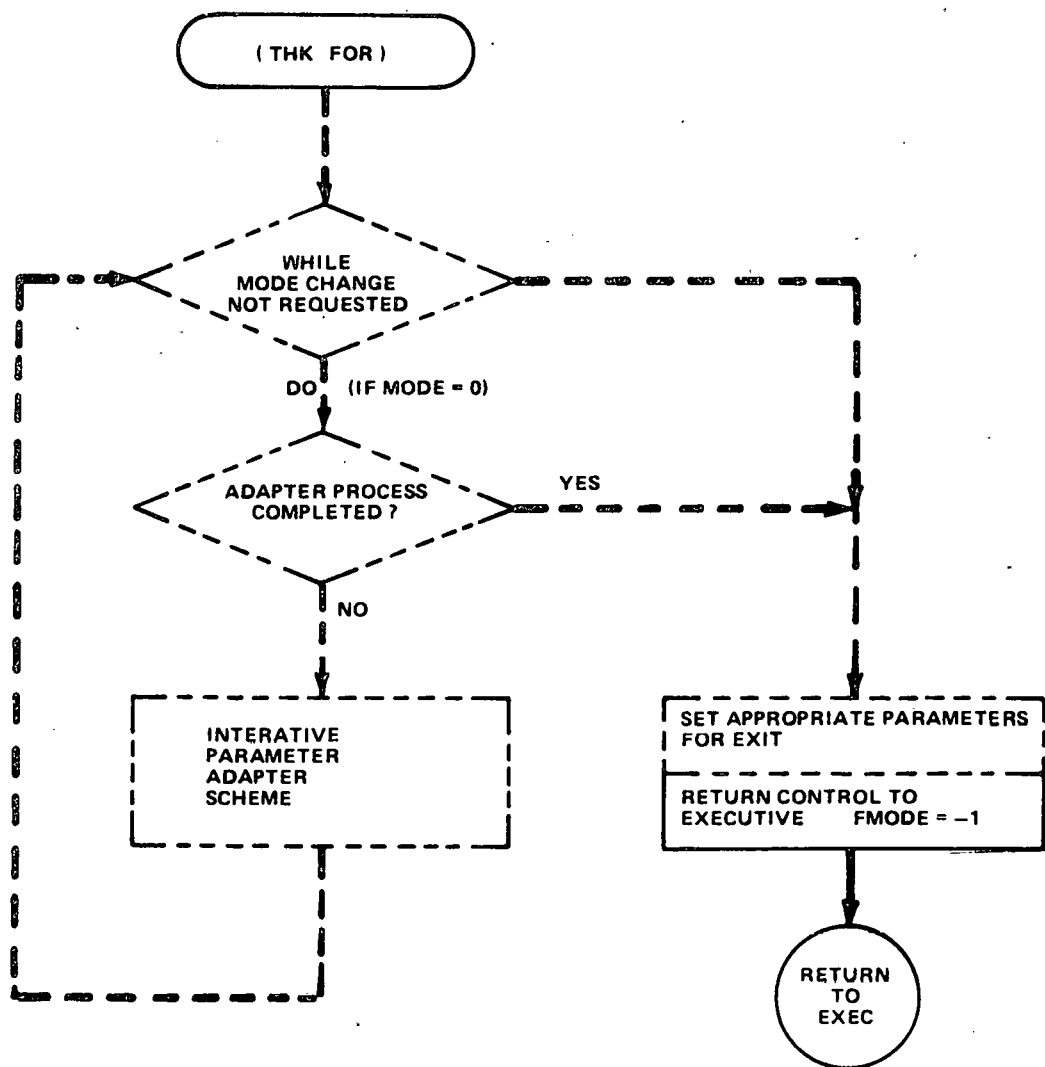 ( THK FOR )
WHILE
MODE CHANGE
NOT REQUESTED
DO (IF MODE = 0)
ADAPTER PROCESS
COMPLETED ?
YES
NO
INTERATIVE
PARAMETER
ADAPTER
SCHEME
SET APPROPRIATE PARAMETERS
FOR EXIT
RETURN CONTROL TO
EXECUTIVE FMODE = −1
RETURN
TO
EXEC